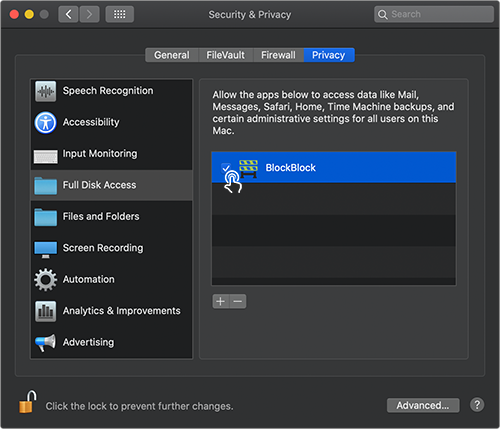 Security & Privacy
Search
General
FileVault
Firewall
Privacy
Speech Recognition
Accessibility
Input Monitoring
Full Disk Access
Files and Folders
Screen Recording
Automation
Analytics & Improvements
Advertising
Allow the apps below to access data like Mail,
Messages, Safari, Home, Time Machine backups, and
certain administrative settings for all users on this
Mac.
BlockBlock
Click the lock to prevent further changes.
Advanced...
?